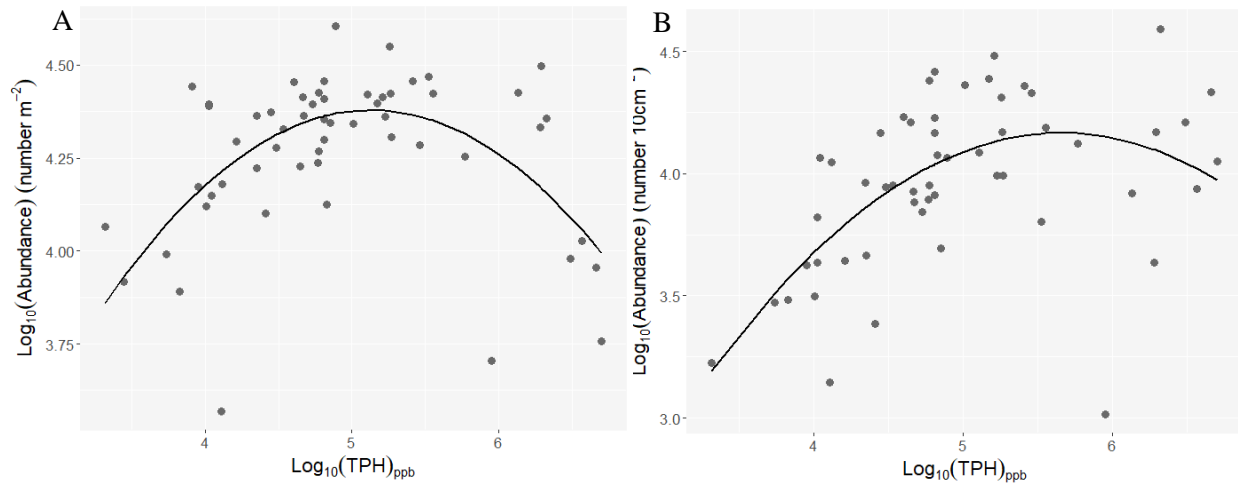 A
Log₁₀(Abundance) (number m⁻²)
4.50
4.25
4.00
3.75
4 5 6
Log₁₀(TPH)ppb
B
Log₁₀(Abundance) (number 10cm⁻
4.5
4.0
3.5
3.0
4 5 6
Log₁₀(TPH)ppb